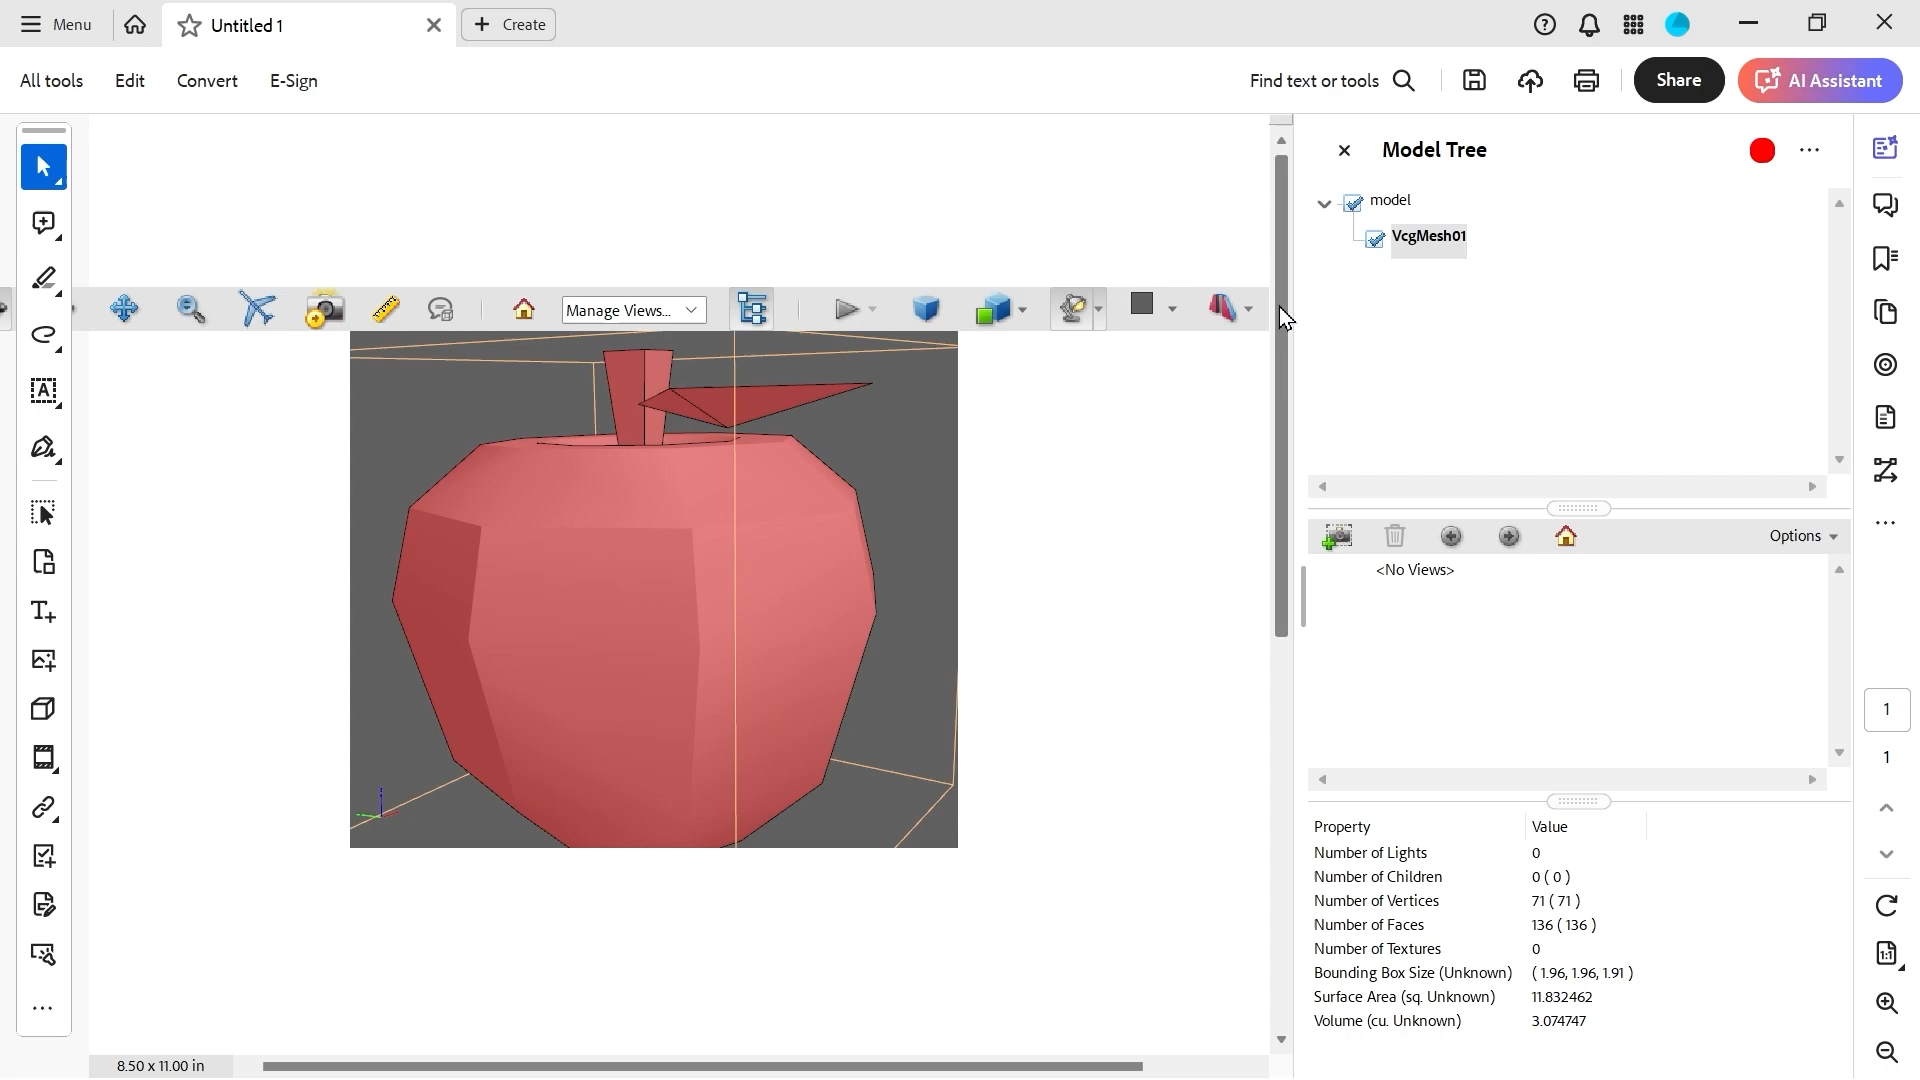 Menu
Untitled 1
Create
All tools
Edit
Convert
E-Sign
Find text or tools
Share
AI Assistant
Model Tree
model
VcgMesh01
Manage Views...
Options
<No Views>
1
1
Property Value
Number of Lights 0
Number of Children 0 ( 0 )
Number of Vertices 71 ( 71 )
Number of Faces 136 ( 136 )
Number of Textures 0
Bounding Box Size (Unknown) ( 1.96, 1.96, 1.91 )
Surface Area (sq. Unknown) 11.832462
Volume (cu. Unknown) 3.074747
1:1
8.50 x 11.00 in